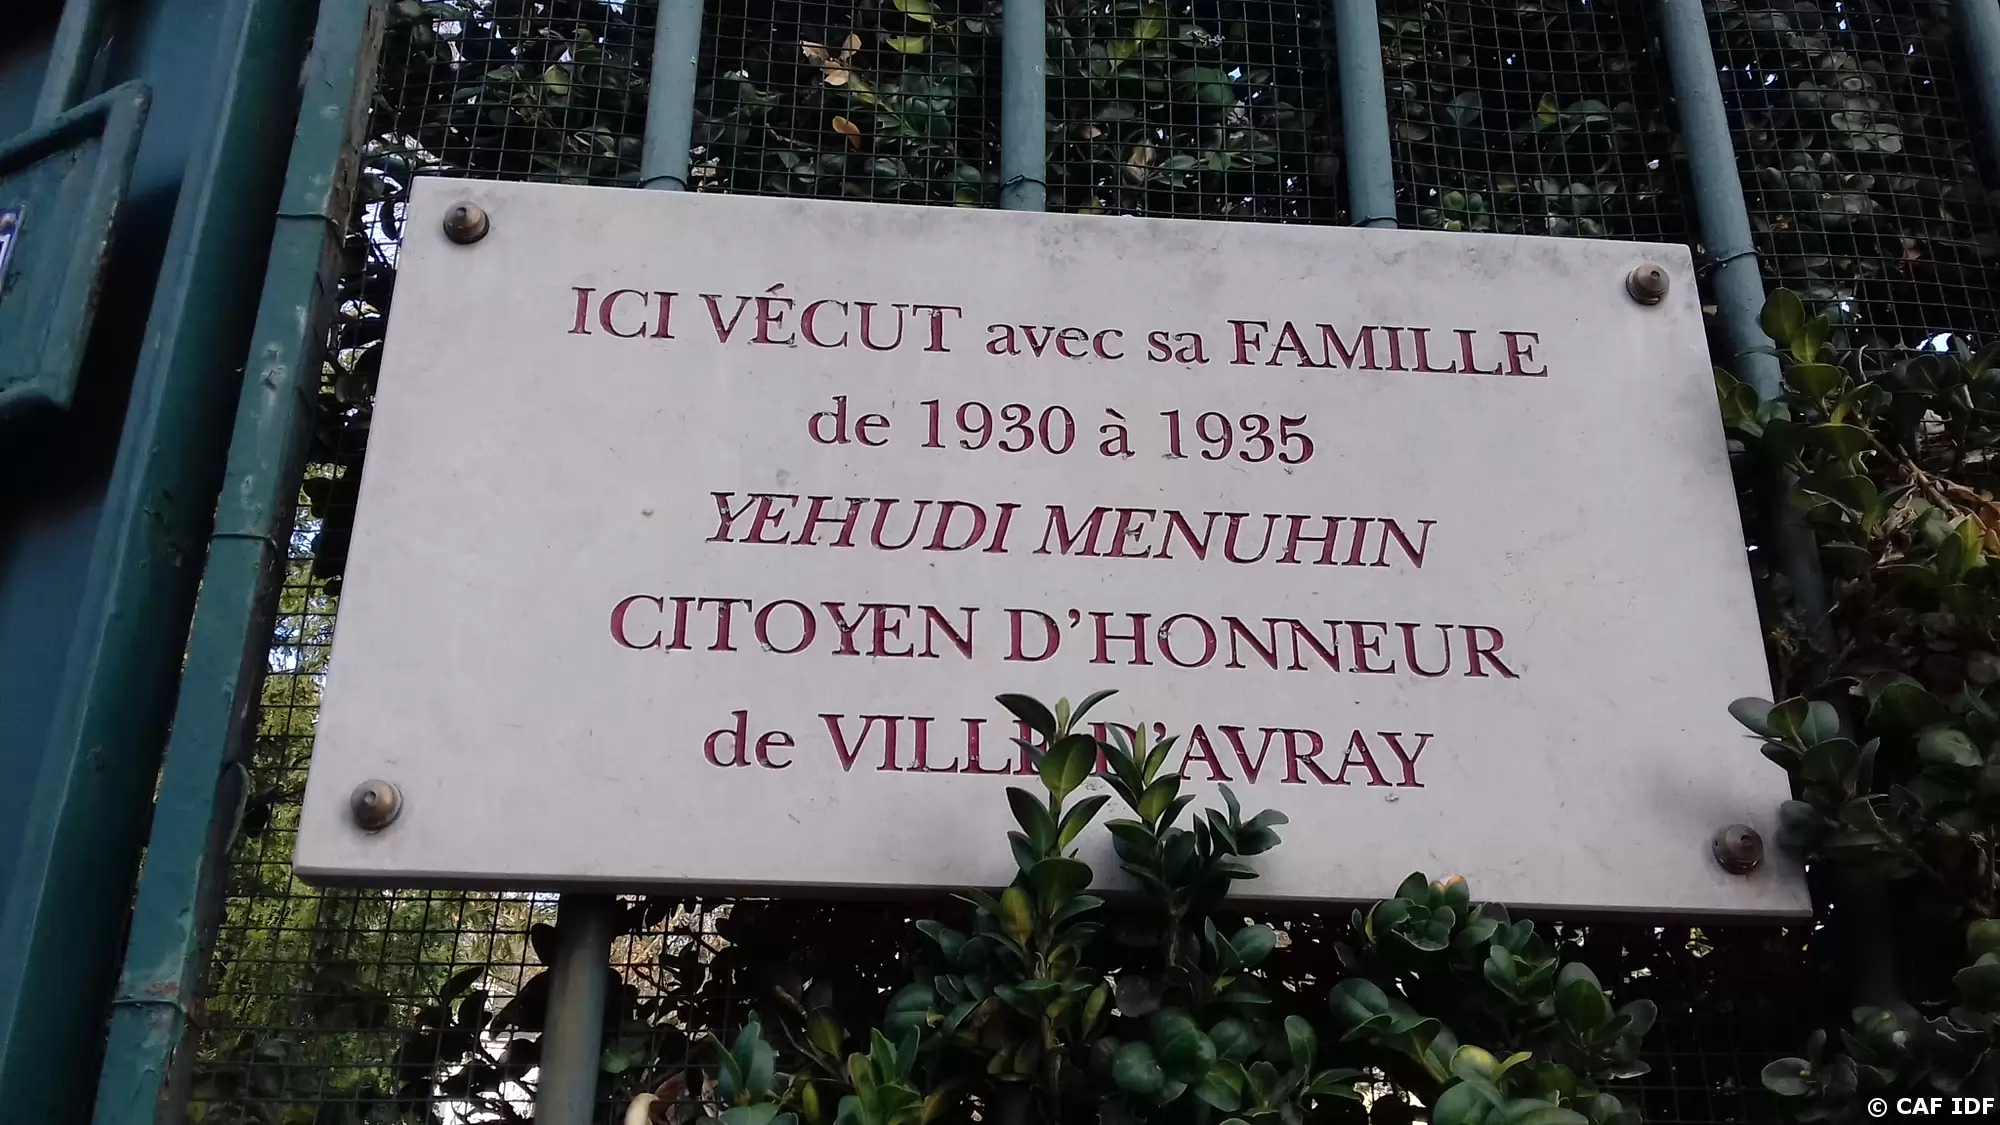 ICI VÉCUT avec sa FAMILLE
de 1930 à 1935
YEHUDI MENUHIN
CITOYEN D'HONNEUR
de VILLE D'AVRAY
© CAF IDF